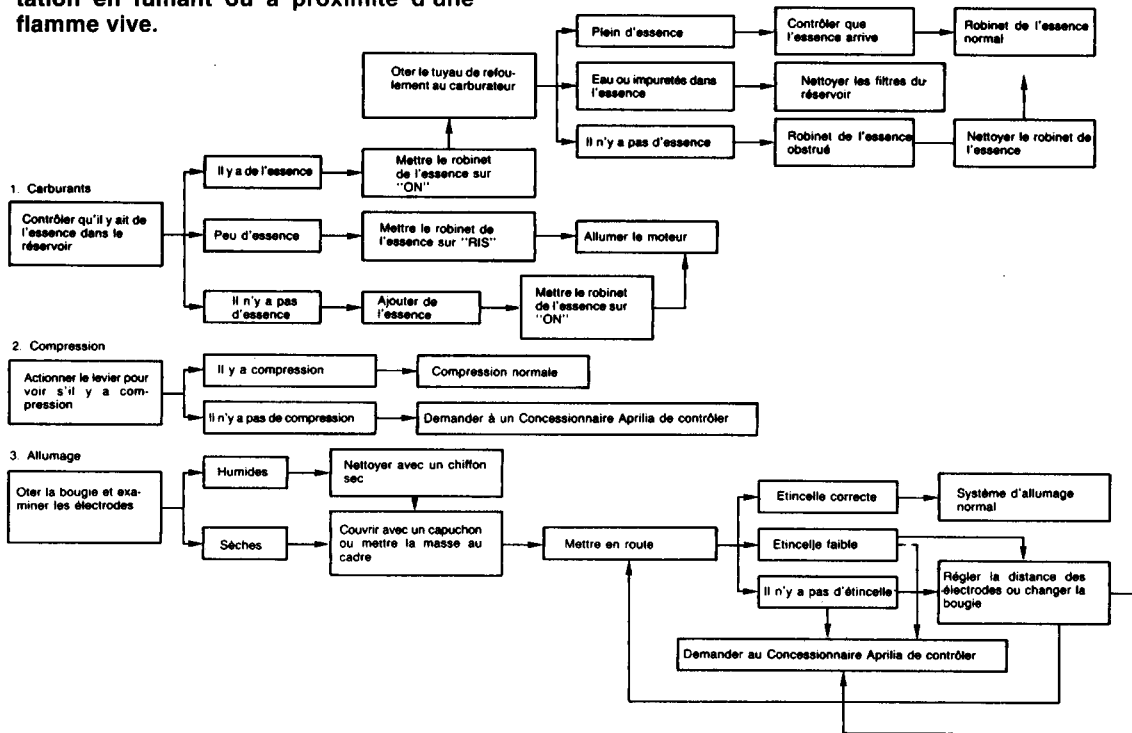 tation en fumant ou à proximité d'une
flamme vive.
Plein d'essence
Contrôler que
l'essence arrive
Robinet de l'essence
normal
Oter le tuyau de refou-
lement au carburateur
Eau ou impuretés dans
l'essence
Nettoyer les filtres du
réservoir
Il n'y a pas d'essence
Robinet de l'essence
obstrué
Nettoyer le robinet de
l'essence
1. Carburants
Contrôler qu'il y ait de
l'essence dans le
réservoir
Il y a de l'essence
Mettre le robinet
de l'essence sur
"ON"
Peu d'essence
Mettre le robinet de
l'essence sur "RIS"
Allumer le moteur
Il n'y a pas
d'essence
Ajouter de
l'essence
Mettre le robinet
de l'essence sur
"ON"
2. Compression
Actionner le levier pour
voir s'il y a com-
pression
Il y a compression
Compression normale
Il n'y a pas de compression
Demander à un Concessionnaire Aprilia de contrôler
3. Allumage
Oter la bougie et exa-
miner les électrodes
Humides
Nettoyer avec un chiffon
sec
Sèches
Couvrir avec un capuchon
ou mettre la masse au
cadre
Mettre en route
Etincelle correcte
Système d'allumage
normal
Etincelle faible
Il n'y a pas d'étincelle
Régler la distance des
électrodes ou changer la
bougie
Demander au Concessionnaire Aprilia de contrôler